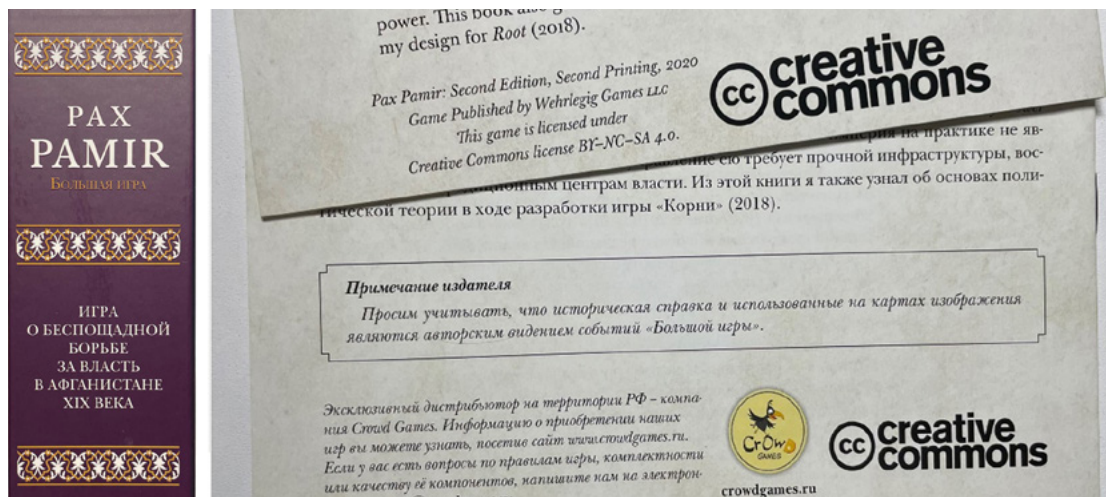 PAX
PAMIR
БОЛЬШАЯ ИГРА
ИГРА
О БЕСПОЩАДНОЙ
БОРЬБЕ
ЗА ВЛАСТЬ
В АФГАНИСТАНЕ
XIX ВЕКА
power. This book also
my design for Root (2018).
Pax Pamir: Second Edition, Second Printing, 2020
Game Published by Wehrlegig Games LLC
This game is licensed under
Creative Commons license BY–NC–SA 4.0.
cc creative
commons
на практике не яв-
ею требует прочной инфраструктуры, вос-
центрам власти. Из этой книги я также узнал об основах поли-
тической теории в ходе разработки игры «Корни» (2018).
Примечание издателя
Просим учитывать, что историческая справка и использованные на картах изображения
являются авторским видением событий «Большой игры».
Эксклюзивный дистрибьютор на территории РФ – компа-
ния Crowd Games. Информацию о приобретении наших
игр вы можете узнать, посетив сайт www.crowdgames.ru.
Если у вас есть вопросы по правилам игры, комплектности
или качеству её компонентов, напишите нам на электрон-
CrOwd
GAMES
crowdgames.ru
cc creative
commons